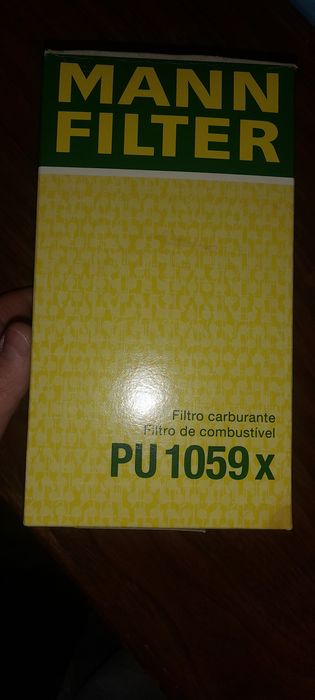 MANN
FILTER
Filtro carburante
Filtro de combustível
PU 1059 x